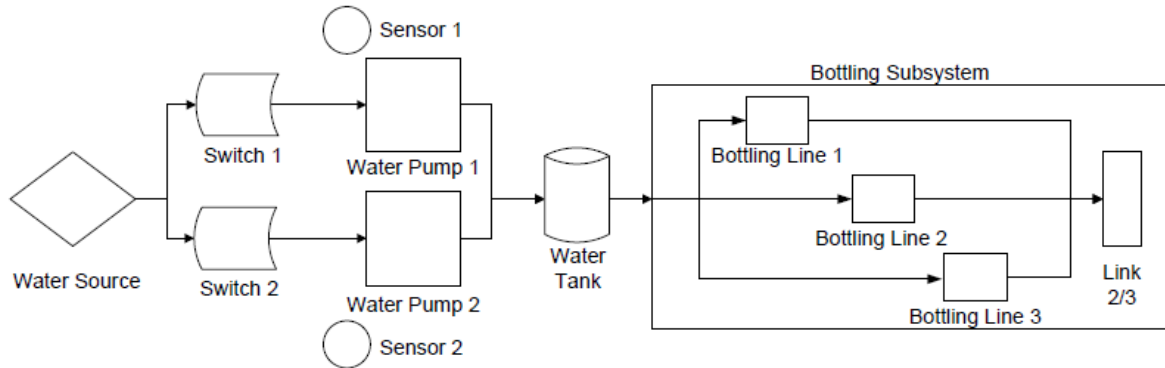 Sensor 1
Bottling Subsystem
Switch 1
Water Pump 1
Bottling Line 1
Water Source
Switch 2
Water Pump 2
Sensor 2
Water
Tank
Bottling Line 2
Bottling Line 3
Link
2/3